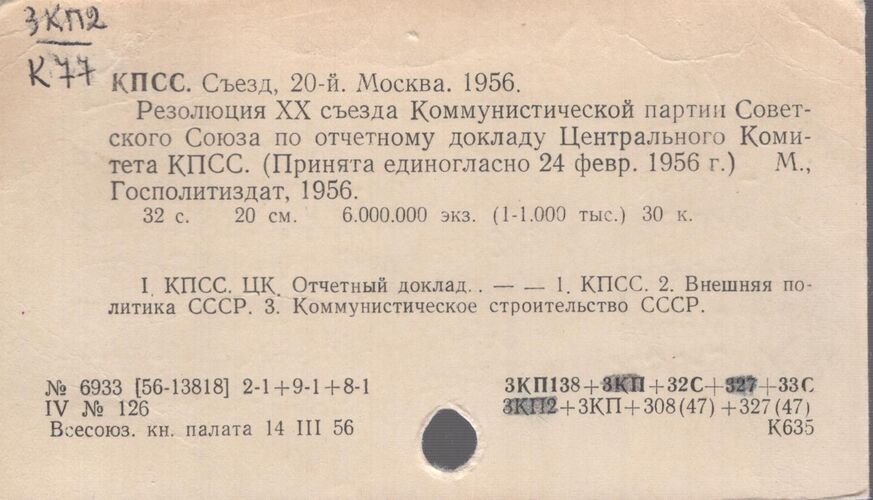 3КП2
К77
КПСС. Съезд, 20-й. Москва. 1956.
Резолюция XX съезда Коммунистической партии Совет-
ского Союза по отчетному докладу Центрального Коми-
тета КПСС. (Принята единогласно 24 февр. 1956 г.) М.,
Госполитиздат, 1956.
32 с. 20 см. 6.000.000 экз. (1-1.000 тыс.) 30 к.
I. КПСС. ЦК. Отчетный доклад.. — — 1. КПСС. 2. Внешняя по-
литика СССР. 3. Коммунистическое строительство СССР.
№ 6933 [56-13818] 2-1+9-1+8-1
IV № 126
Всесоюз. кн. палата 14 III 56
3КП138+3КП+32С+327+33С
3КП2+3КП+308(47)+327(47)
К635